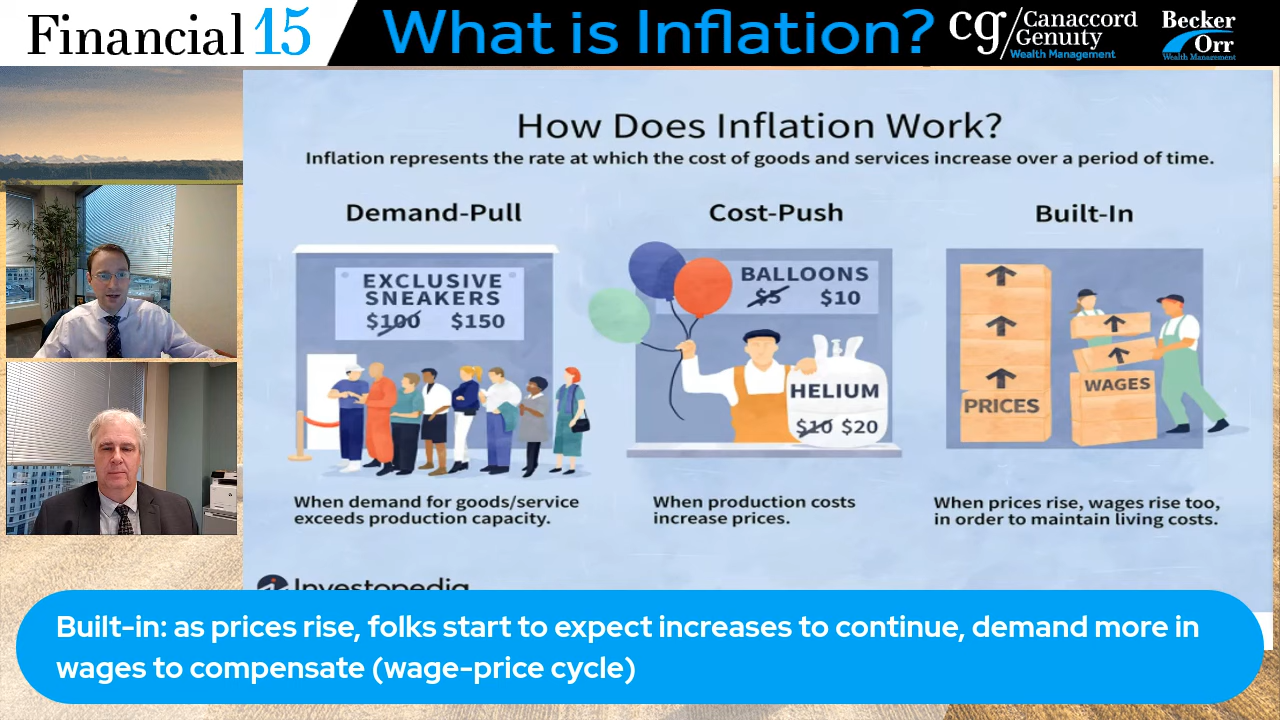 Financial 15
What is Inflation?
cg/Canaccord
Genuity
Wealth Management
Becker
Orr
Wealth Management
How Does Inflation Work?
Inflation represents the rate at which the cost of goods and services increase over a period of time.
Demand-Pull
EXCLUSIVE
SNEAKERS
$100 $150
When demand for goods/service
exceeds production capacity.
Cost-Push
BALLOONS
$5 $10
HELIUM
$10 $20
When production costs
increase prices.
Built-In
PRICES
WAGES
When prices rise, wages rise too,
in order to maintain living costs.
Investopedia
Built-in: as prices rise, folks start to expect increases to continue, demand more in
wages to compensate (wage-price cycle)